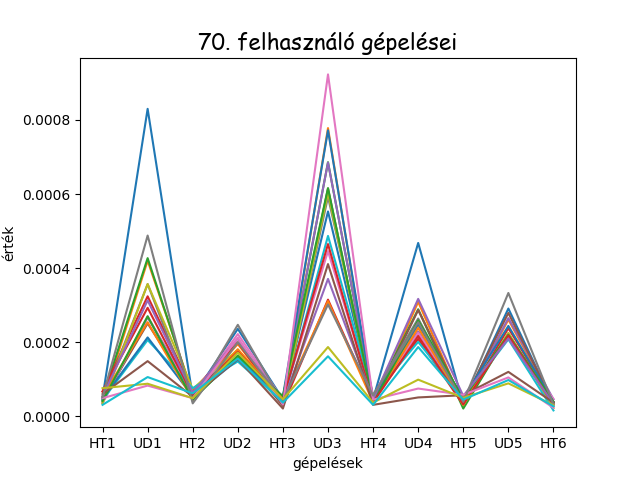 70. felhasználó gépelései
érték
0.0008
0.0006
0.0004
0.0002
0.0000
HT1 UD1 HT2 UD2 HT3 UD3 HT4 UD4 HT5 UD5 HT6
gépelések